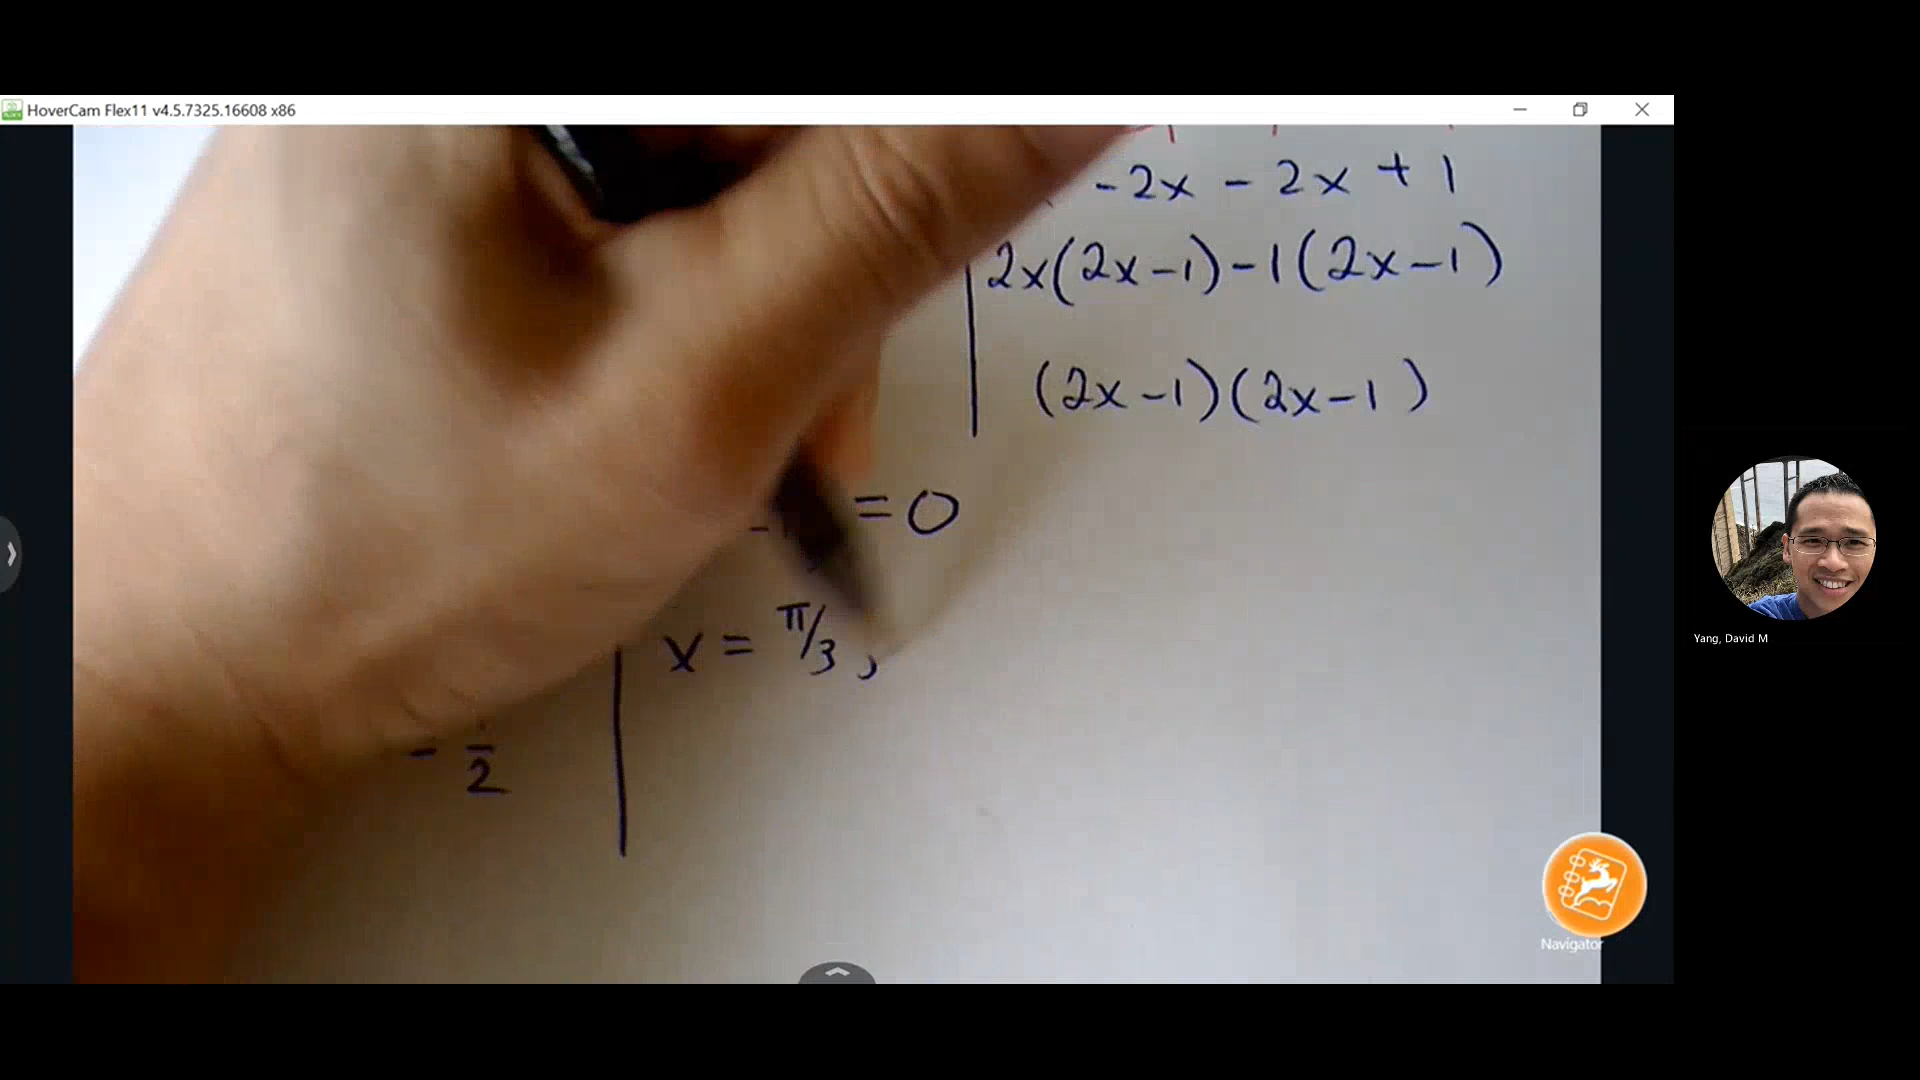 HoverCam Flex11 v4.5.7325.16608 x86
- 2x - 2x + 1
2x(2x-1)-1(2x-1)
(2x-1)(2x-1)
= 0
x = π/3,
- 1/2
Yang, David M
Navigator